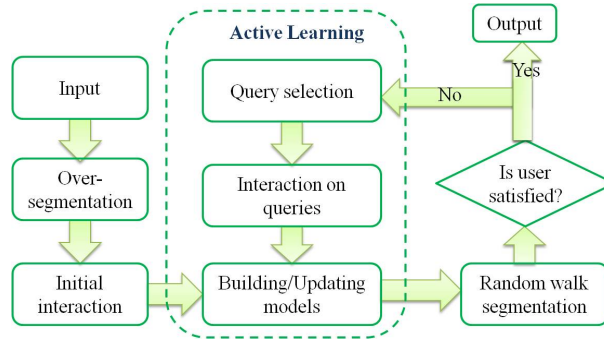 Output
Active Learning
Yes
Input
Query selection
No
Over-
segmentation
Interaction on
queries
Is user
satisfied?
Initial
interaction
Building/Updating
models
Random walk
segmentation